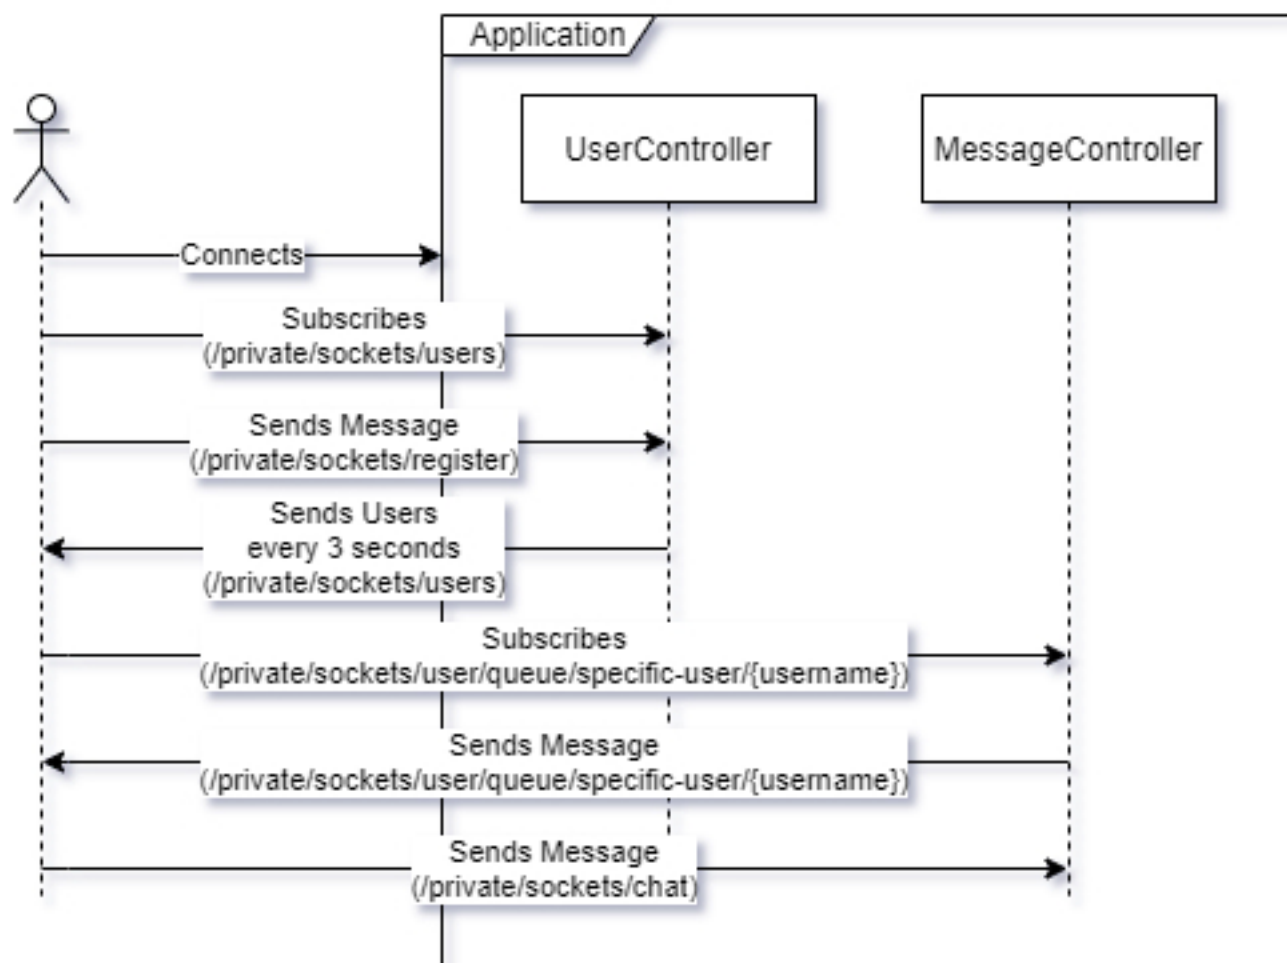 Application
UserController
MessageController
Connects
Subscribes
(/private/sockets/users)
Sends Message
(/private/sockets/register)
Sends Users
every 3 seconds
(/private/sockets/users)
Subscribes
(/private/sockets/user/queue/specific-user/{username})
Sends Message
(/private/sockets/user/queue/specific-user/{username})
Sends Message
(/private/sockets/chat)